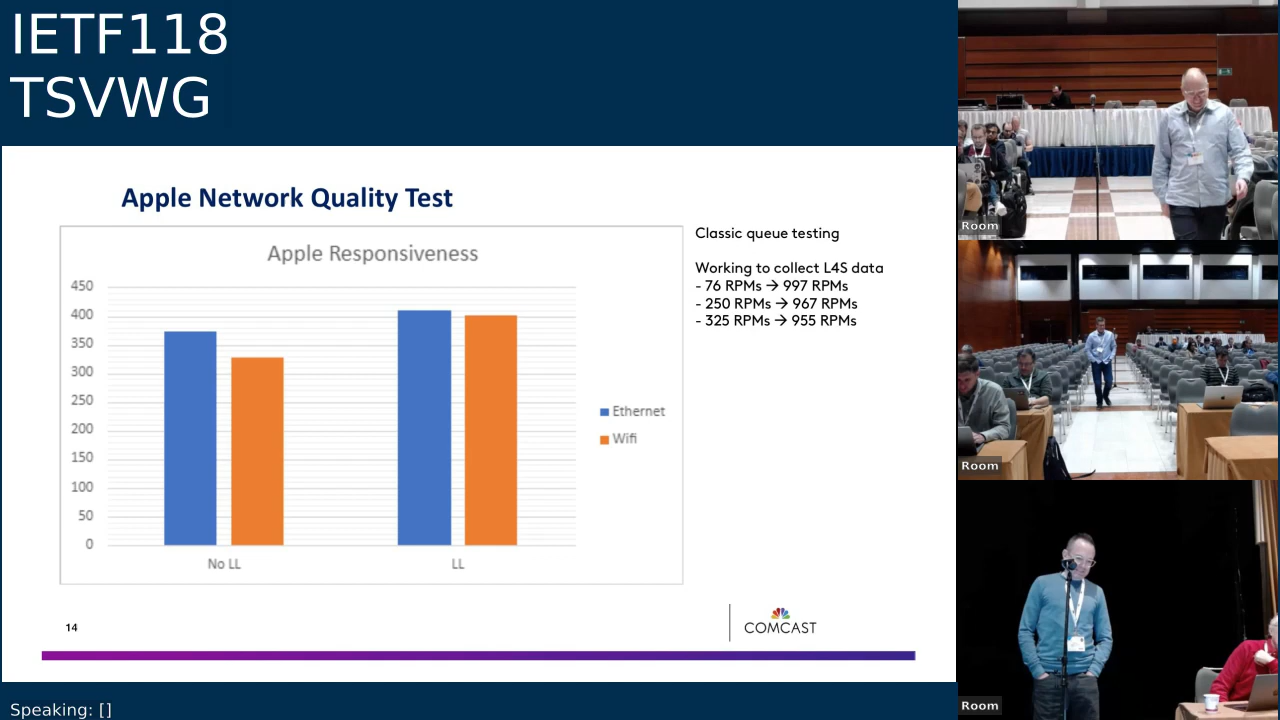 IETF118
TSVWG
Apple Network Quality Test
Apple Responsiveness
450
400
350
300
250
200
150
100
50
0
No LL
LL
Ethernet
Wifi
Classic queue testing
Working to collect L4S data
- 76 RPMs → 997 RPMs
- 250 RPMs → 967 RPMs
- 325 RPMs → 955 RPMs
14
COMCAST
Speaking: []
Room
Room
Room